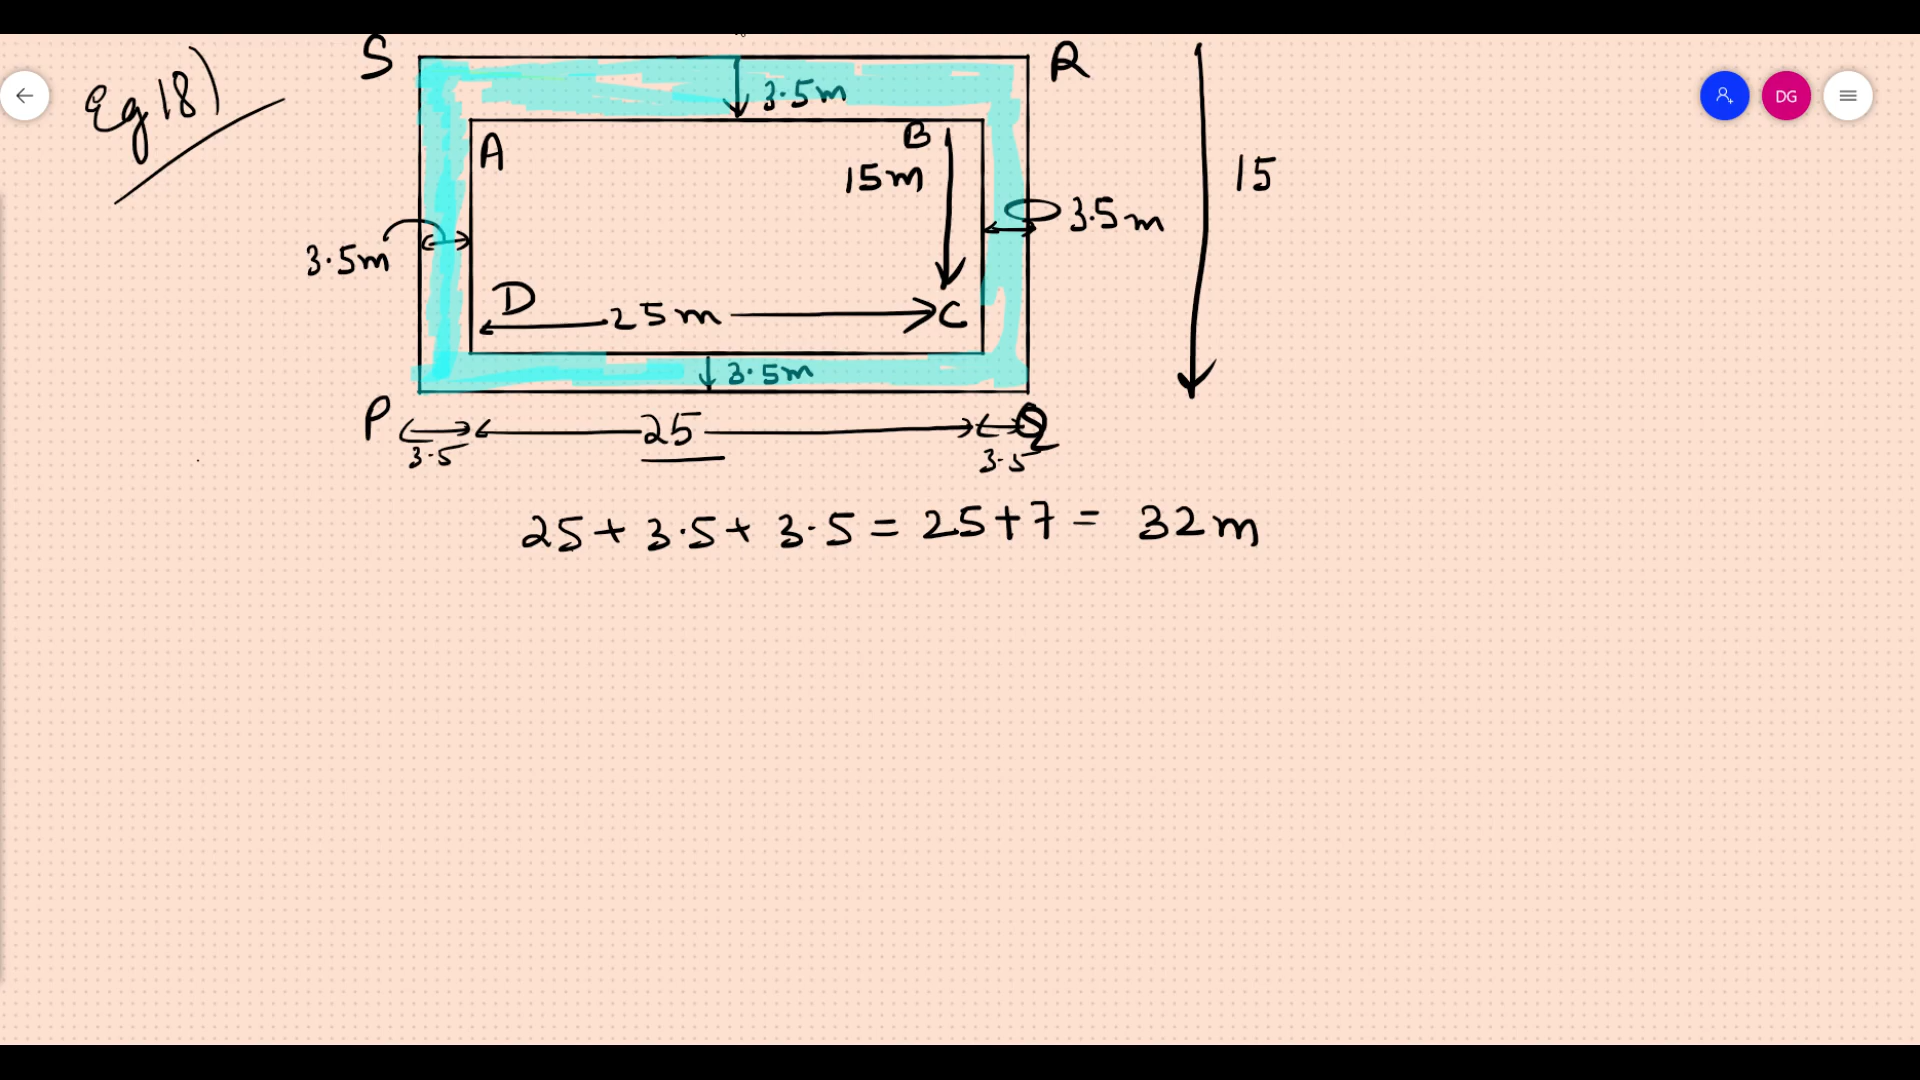 Eg 18)
S
R
3.5m
A
B
15m
15
3.5m
3.5m
D
25m
C
3.5m
P
25
Q
3.5
3.5
25 + 3.5 + 3.5 = 25 + 7 = 32m
DG